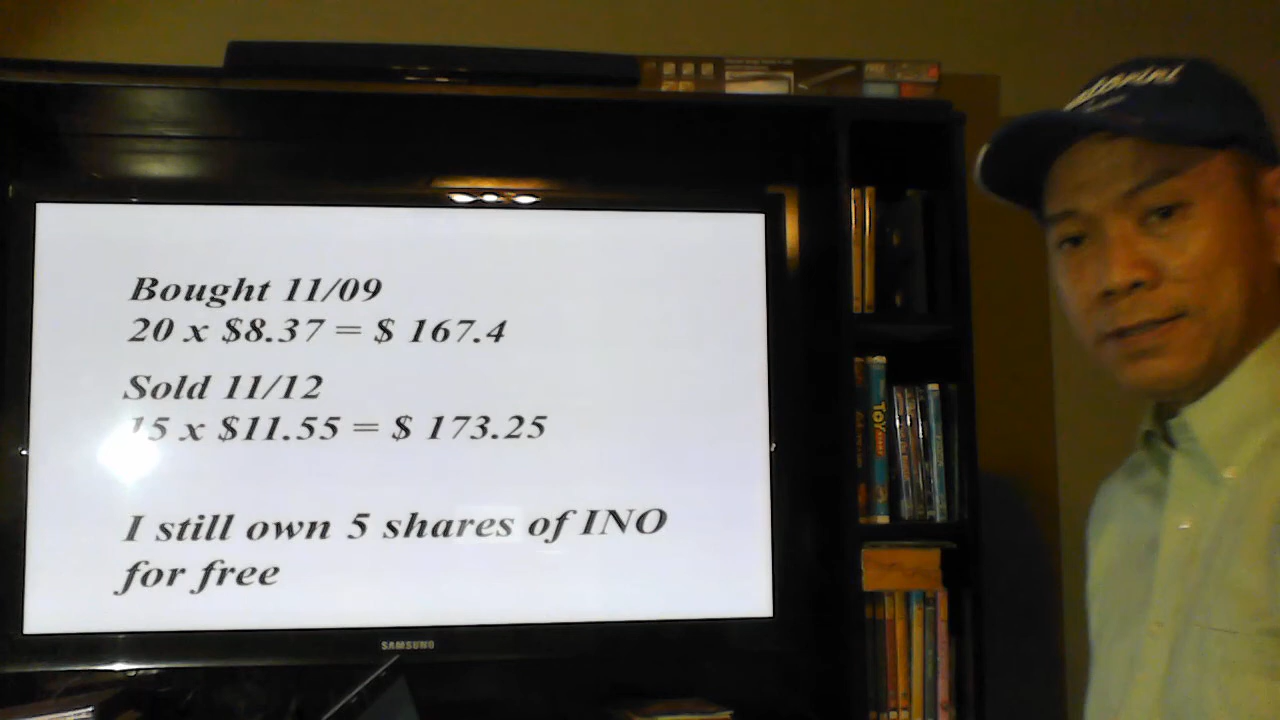 Bought 11/09
20 x $8.37 = $ 167.4
Sold 11/12
15 x $11.55 = $ 173.25
I still own 5 shares of INO
for free
SAMSUNG
TOY